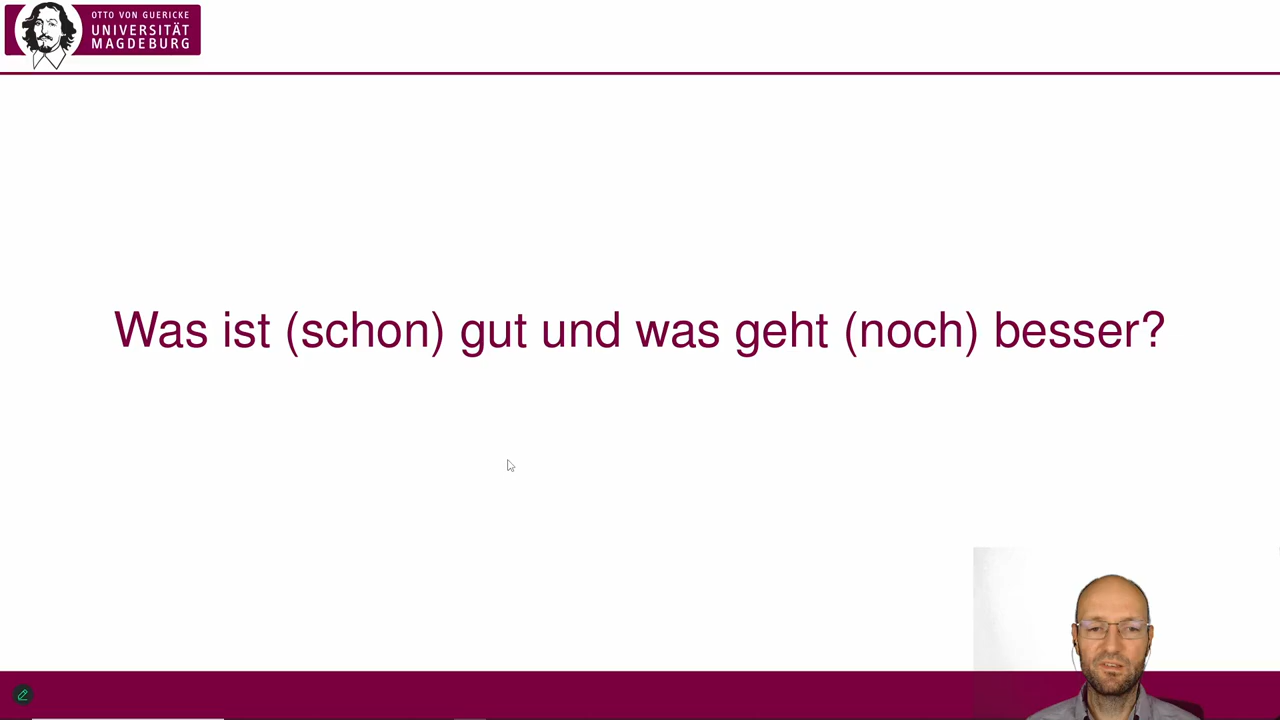 OTTO VON GUERICKE
UNIVERSITÄT
MAGDEBURG
Was ist (schon) gut und was geht (noch) besser?